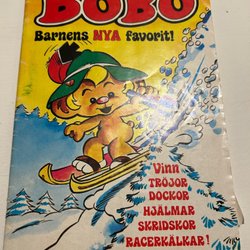 BOBO
Barnens NYA favorit!
Vinn
TRÖJOR
DOCKOR
HJÄLMAR
SKRIDSKOR
RACERKÄLKAR!